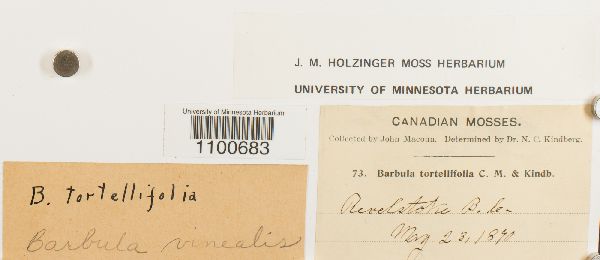 J. M. HOLZINGER MOSS HERBARIUM
UNIVERSITY OF MINNESOTA HERBARIUM
University of Minnesota Herbarium
1100683
B. tortellifolia
Barbula vinealis
CANADIAN MOSSES.
Collected by John Macoun. Determined by Dr. N. C. Kindberg.
73. Barbula tortellifolia C. M. & Kindb.
Revelstoke B. C.
May 23, 1890